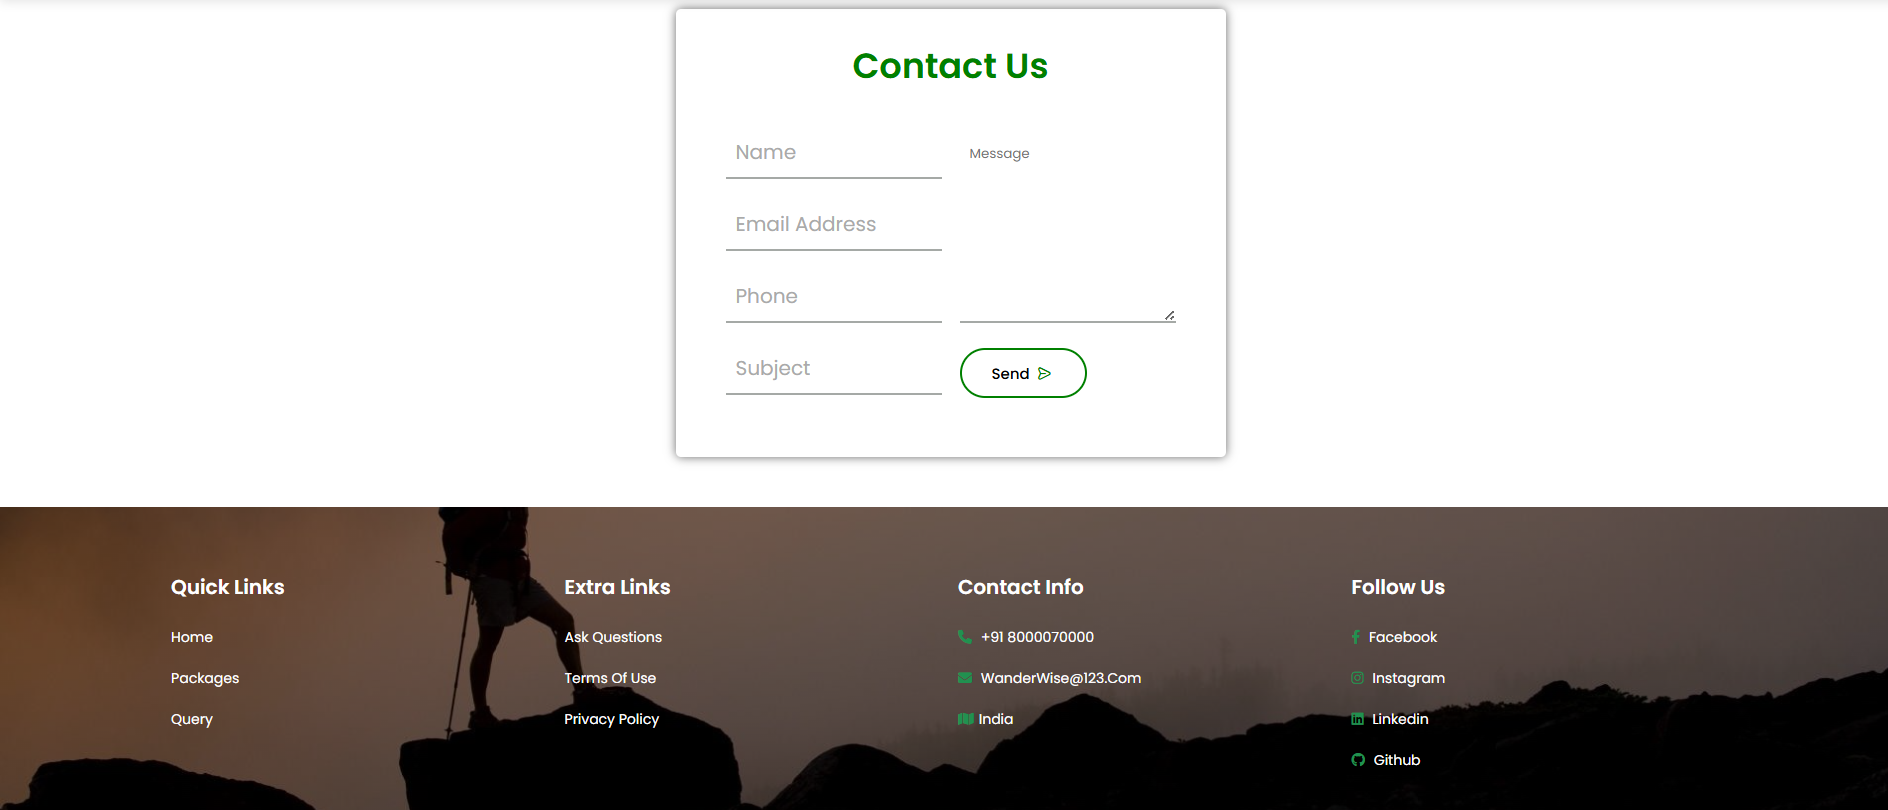 Contact Us
Name
Message
Email Address
Phone
Subject
Send
Quick Links
Home
Packages
Query
Extra Links
Ask Questions
Terms Of Use
Privacy Policy
Contact Info
+91 8000070000
WanderWise@123.Com
India
Follow Us
Facebook
Instagram
Linkedin
Github